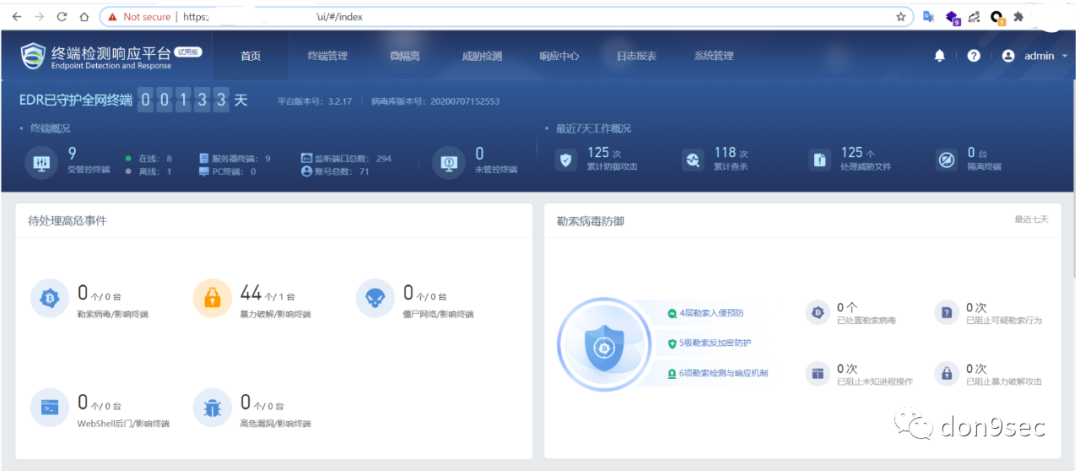 Not secure | https:
'ui/#/index
终端检测响应平台 试用版
Endpoint Detection and Response
首页 终端管理 微隔离 威胁检测 响应中心 日志报表 系统管理
admin
EDR已守护全网终端 0 0 1 3 3 天 平台版本号：3.2.17 | 病毒库版本号：20200707152553
• 终端概况
9
受管控终端
在线： 8
离线： 1
服务器终端： 9
PC终端： 0
监听端口总数： 294
账号总数： 71
0
未管控终端
• 最近7天工作概况
125 次
累计防御攻击
118 次
累计查杀
125 个
处理威胁文件
0 台
隔离终端
待处理高危事件
0 个/ 0 台
勒索病毒/影响终端
44 个/ 1 台
暴力破解/影响终端
0 个/ 0 台
僵尸网络/影响终端
0 个/ 0 台
WebShell后门/影响终端
0 个/ 0 台
高危漏洞/影响终端
勒索病毒防御
最近七天
4层勒索入侵预防
5级勒索反加密防护
6项勒索检测与响应机制
0 个
已处置勒索病毒
0 次
已阻止可疑勒索行为
0 次
已阻止未知进程操作
0 次
已阻止暴力破解攻击
don9sec